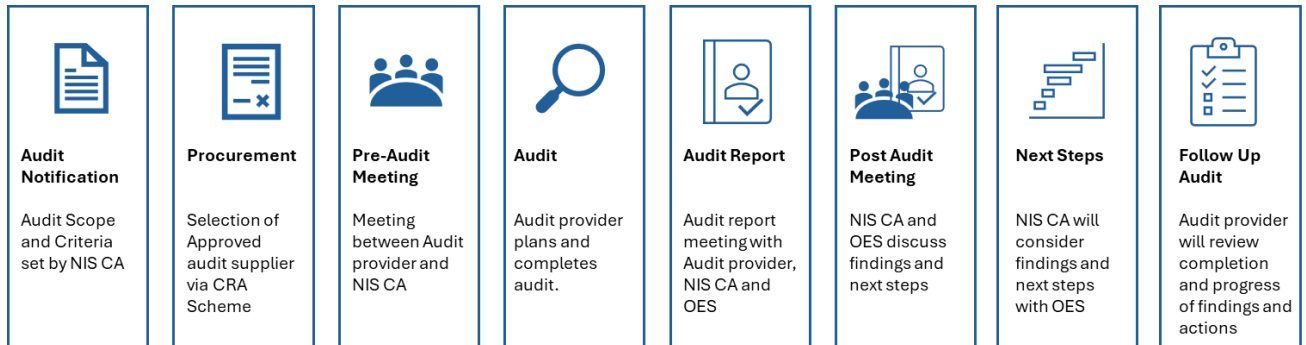 Audit
Notification
Audit Scope
and Criteria
set by NIS CA
Procurement
Selection of
Approved
audit supplier
via CRA
Scheme
Pre-Audit
Meeting
Meeting
between Audit
provider and
NIS CA
Audit
Audit provider
plans and
completes
audit.
Audit Report
Audit report
meeting with
Audit provider,
NIS CA and
OES
Post Audit
Meeting
NIS CA and
OES discuss
findings and
next steps
Next Steps
NIS CA will
consider
findings and
next steps
with OES
Follow Up
Audit
Audit provider
will review
completion
and progress
of findings and
actions